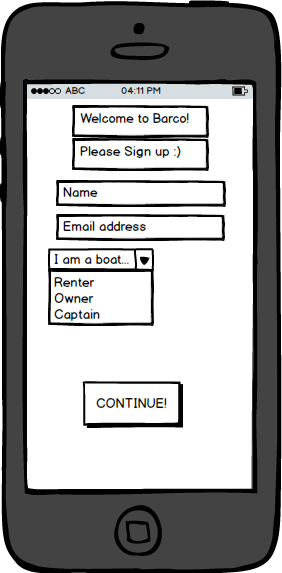 ABC 04:11 PM
Welcome to Barco!
Please Sign up :)
Name
Email address
I am a boat...
Renter
Owner
Captain
CONTINUE!